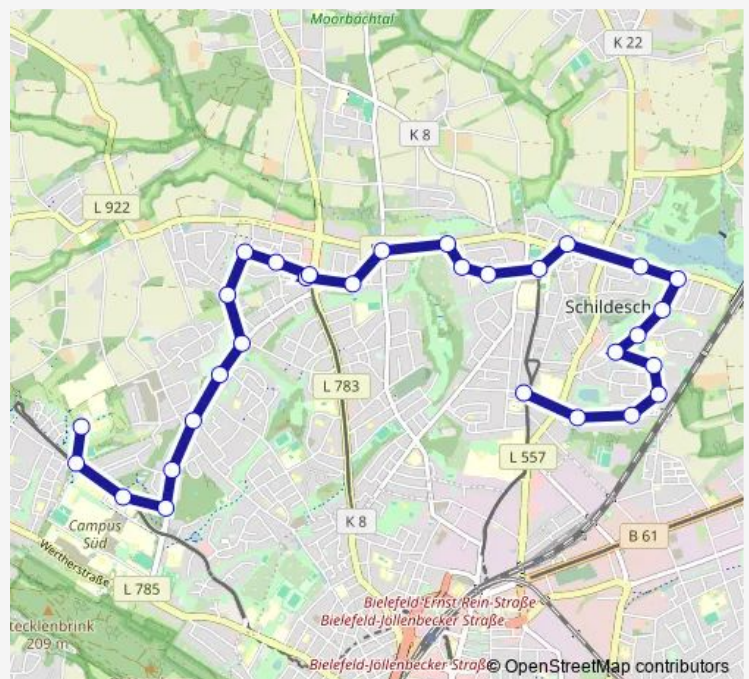 Moorbachtal
K 22
K 8
L 922
Schildesch
L 783
L 557
K 8
Campus
Süd
B 61
Wertherstraße
L 785
Bielefeld-Ernst-Rein-Straße
Bielefeld-Jöllenbecker Straße
tecklenbrink
209 m
Bielefeld-Jöllenbecker Straß
© OpenStreetMap contributors